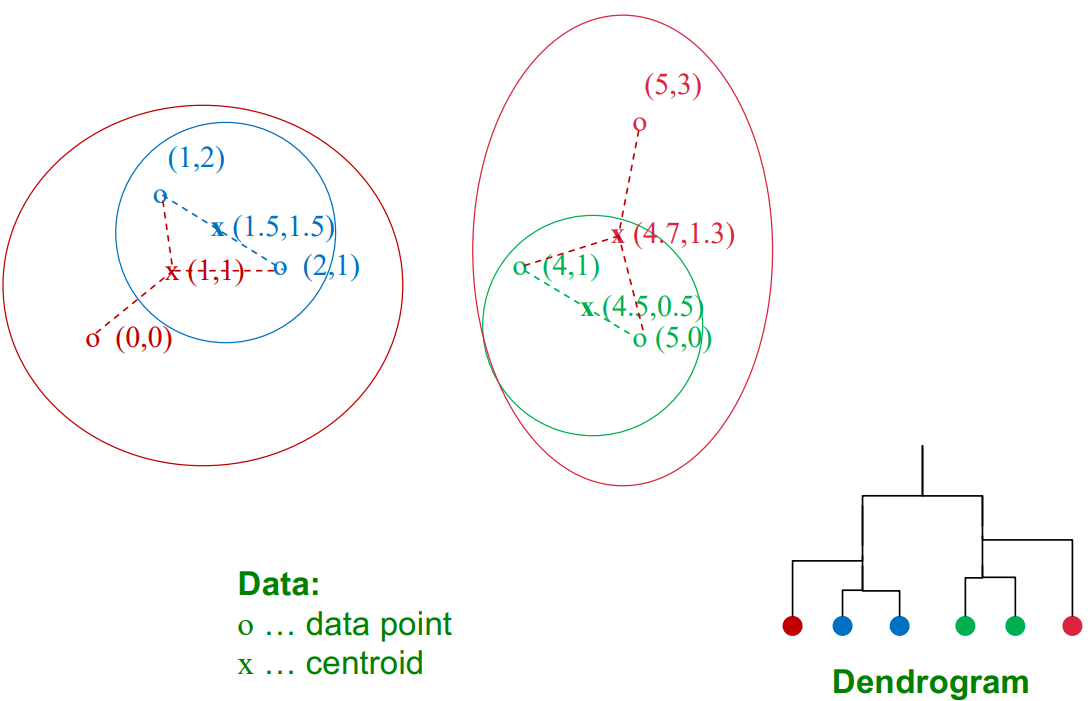 (5,3)
o
(1,2)
o
x (1.5,1.5)
x (4.7,1.3)
x (1,1)
o (2,1)
o (4,1)
x (4.5,0.5)
o (0,0)
o (5,0)
Data:
o … data point
x … centroid
Dendrogram